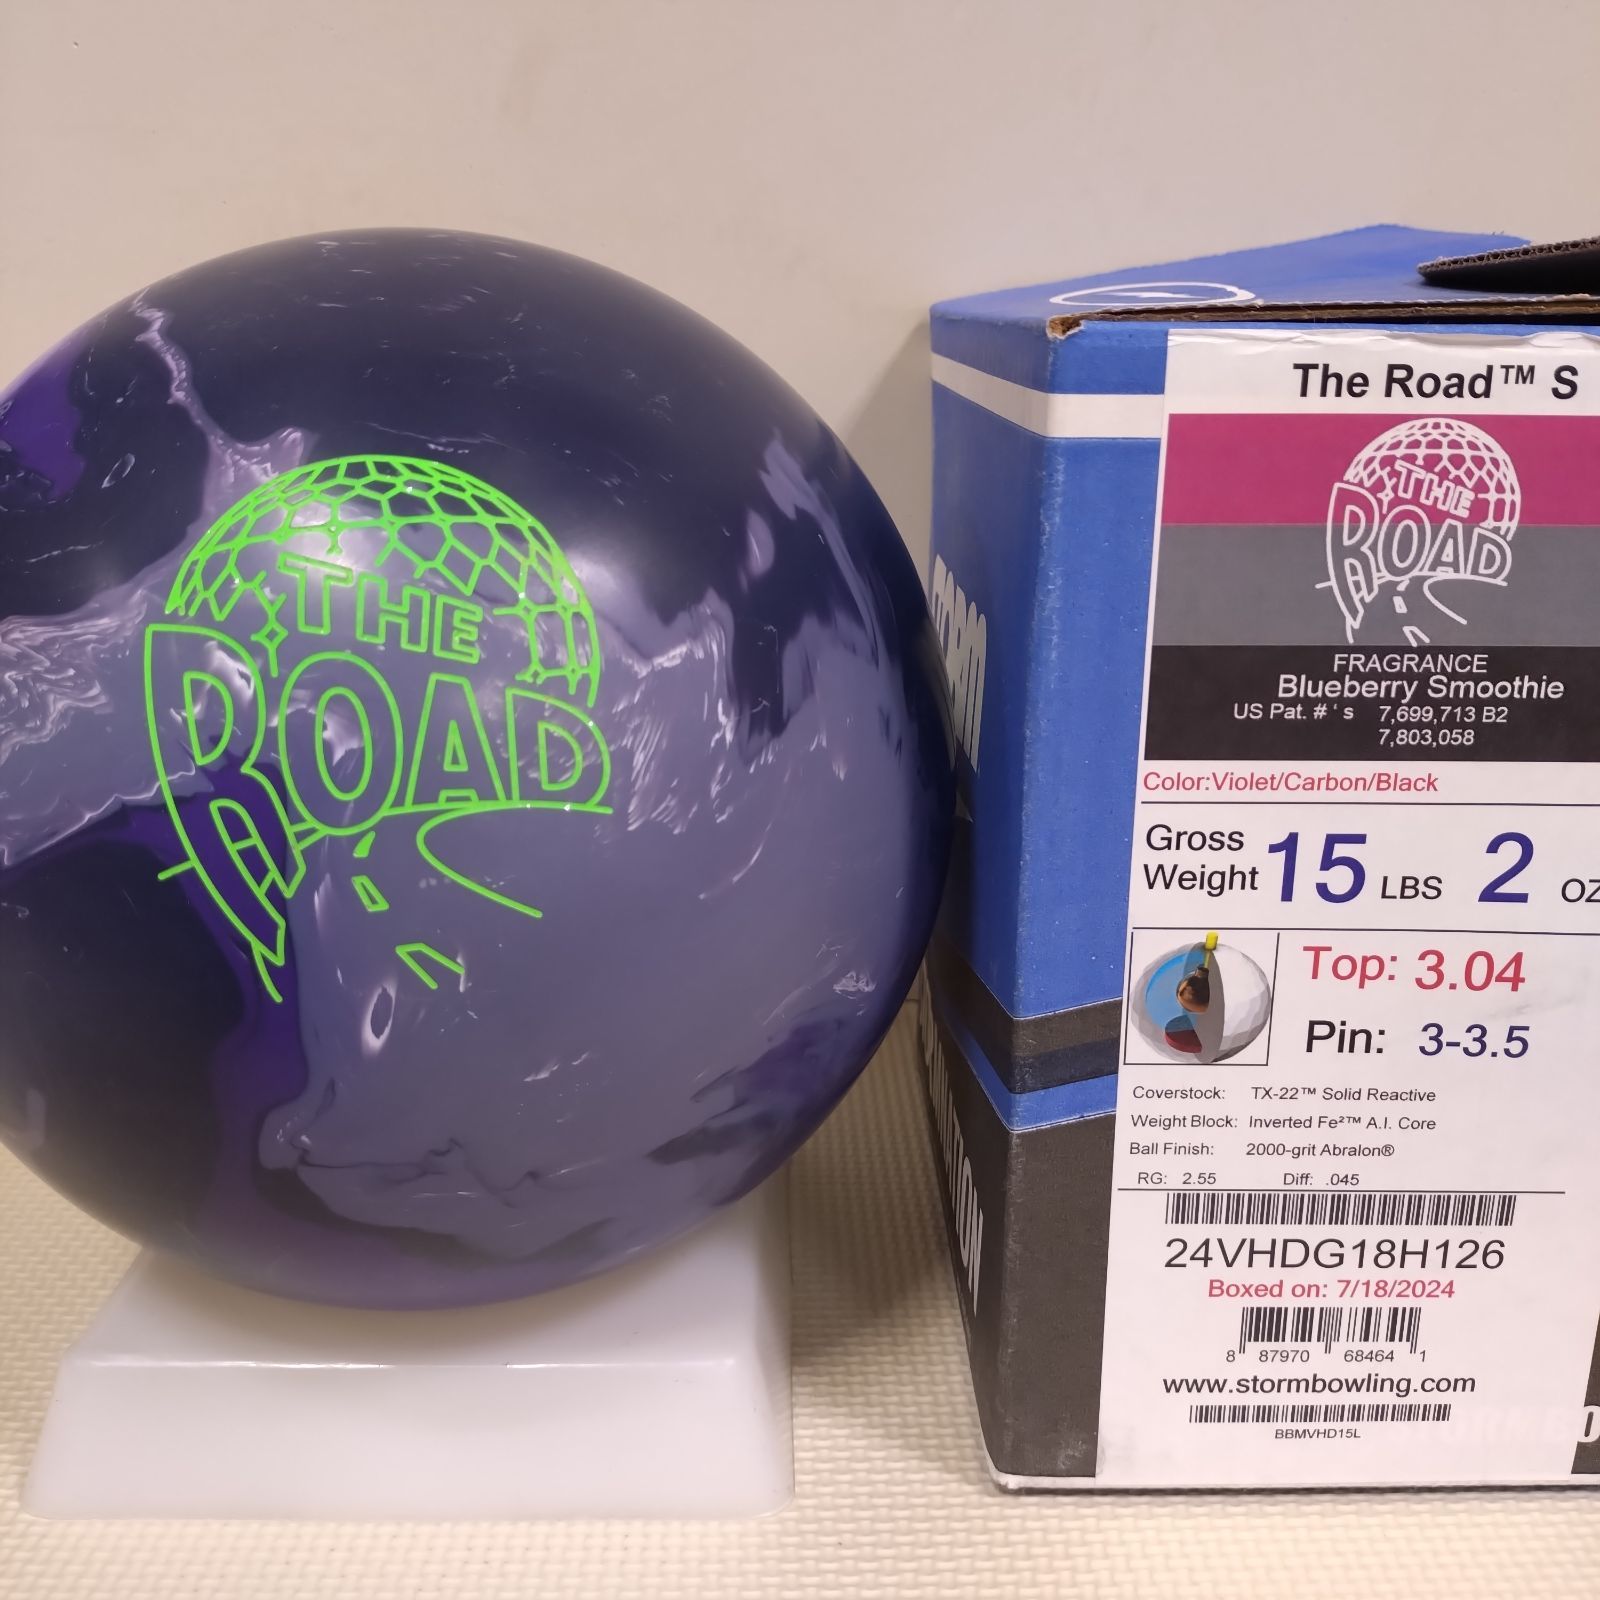 THE
ROAD
The Road™ S
THE
ROAD
FRAGRANCE
Blueberry Smoothie
US Pat. # ' s 7,699,713 B2
7,803,058
Color:Violet/Carbon/Black
Gross
Weight 15 LBS 2 OZ
Top: 3.04
Pin: 3-3.5
Coverstock: TX-22™ Solid Reactive
Weight Block: Inverted Fe²™ A.I. Core
Ball Finish: 2000-grit Abralon®
RG: 2.55 Diff: .045
24VHDG18H126
Boxed on: 7/18/2024
8 87970 68464 1
www.stormbowling.com
BBMVHD15L